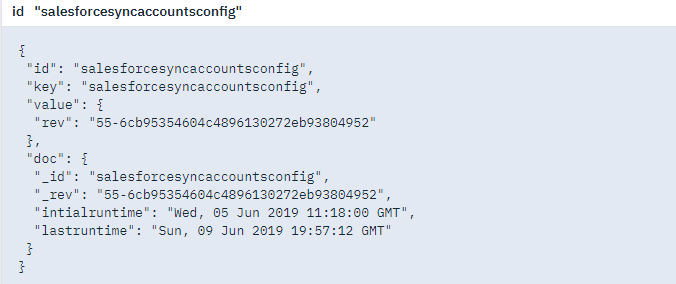 id "salesforcesyncaccountsconfig"
{
"id": "salesforcesyncaccountsconfig",
"key": "salesforcesyncaccountsconfig",
"value": {
"rev": "55-6cb95354604c4896130272eb93804952"
},
"doc": {
"_id": "salesforcesyncaccountsconfig",
"_rev": "55-6cb95354604c4896130272eb93804952",
"intialruntime": "Wed, 05 Jun 2019 11:18:00 GMT",
"lastruntime": "Sun, 09 Jun 2019 19:57:12 GMT"
}
}